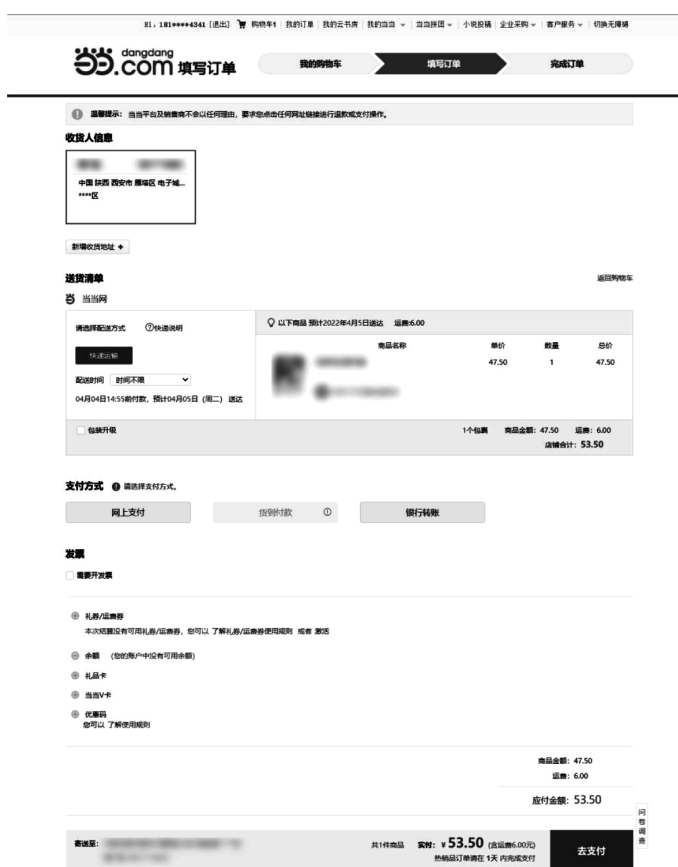 Hi，181****4341 [退出] 购物车1 我的订单 我的云书房 我的当当 当当拼团 小说投稿 企业采购 客户服务 切换无障碍
dangdang
当当.com 填写订单 我的购物车 填写订单 完成订单
温馨提示：当当平台及销售商不会以任何理由，要求您点击任何网址链接进行退款或支付操作。
收货人信息
中国 陕西 西安市 雁塔区 电子城...
****区
新增收货地址 +
送货清单 返回购物车
当当网
请选择配送方式 快递说明
以下商品 预计2022年4月5日送达 运费:6.00
商品名称 单价 数量 总价
快递运输
47.50 1 47.50
配送时间 时间不限
04月04日14:55前付款，预计04月05日（周二）送达
包装升级 1个包裹 商品金额：47.50 运费：6.00
店铺合计：53.50
支付方式 请选择支付方式。
网上支付 货到付款 银行转账
发票
需要开发票
礼券/运费券
本次结算没有可用礼券/运费券，您可以 了解礼券/运费券使用规则 或者 激活
余额 （您的账户中没有可用余额）
礼品卡
当当V卡
优惠码
您可以 了解使用规则
商品金额：47.50
运费：6.00
应付金额：53.50
问卷调查
寄送至：
共1件商品 实付：¥53.50 (含运费6.00元)
热销品订单请在 1天 内完成支付
去支付